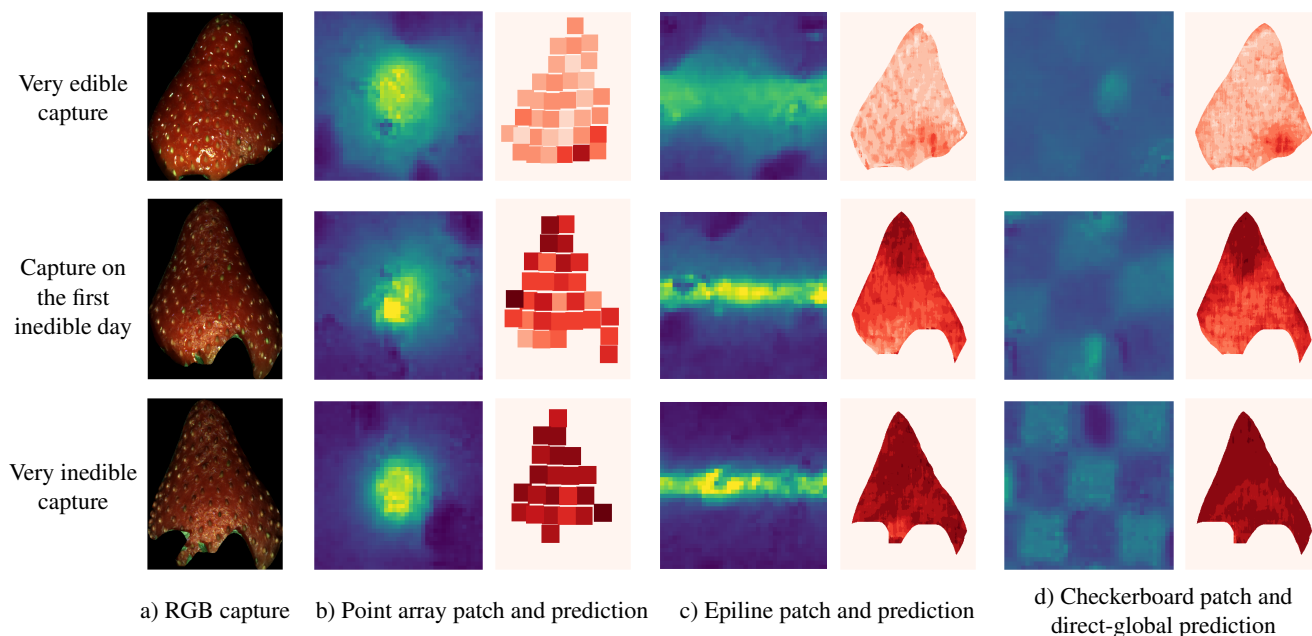 Very edible
capture
Capture on
the first
inedible day
Very inedible
capture
a) RGB capture
b) Point array patch and prediction
c) Epiline patch and prediction
d) Checkerboard patch and
direct-global prediction